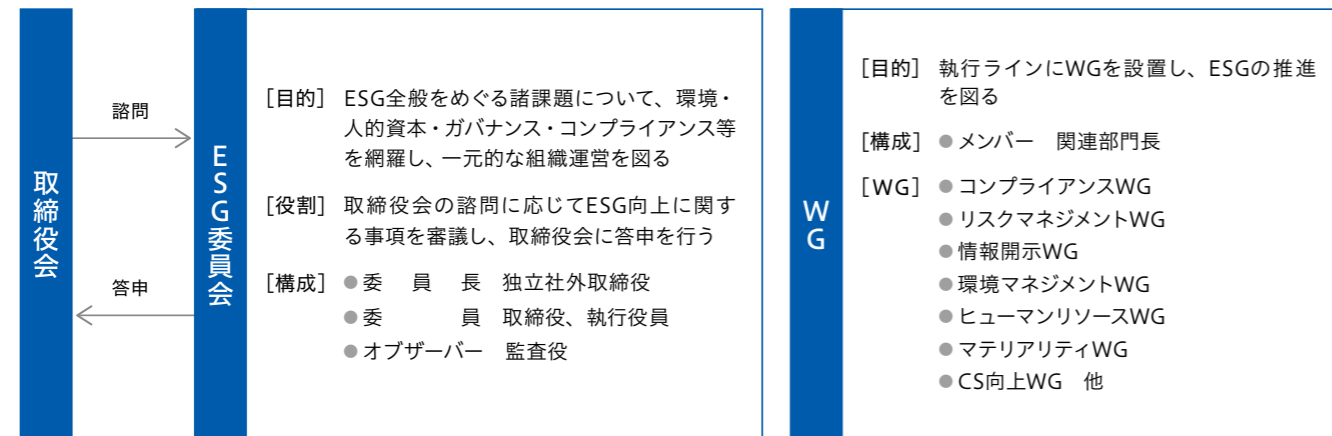 取締役会
諮問
答申
ESG委員会
[目的] ESG全般をめぐる諸課題について、環境・
人的資本・ガバナンス・コンプライアンス等
を網羅し、一元的な組織運営を図る
[役割] 取締役会の諮問に応じてESG向上に関す
る事項を審議し、取締役会に答申を行う
[構成] ●委員長 独立社外取締役
●委員 取締役、執行役員
●オブザーバー 監査役
WG
[目的] 執行ラインにWGを設置し、ESGの推進
を図る
[構成] ●メンバー 関連部門長
[WG] ●コンプライアンスWG
●リスクマネジメントWG
●情報開示WG
●環境マネジメントWG
●ヒューマンリソースWG
●マテリアリティWG
●CS向上WG 他